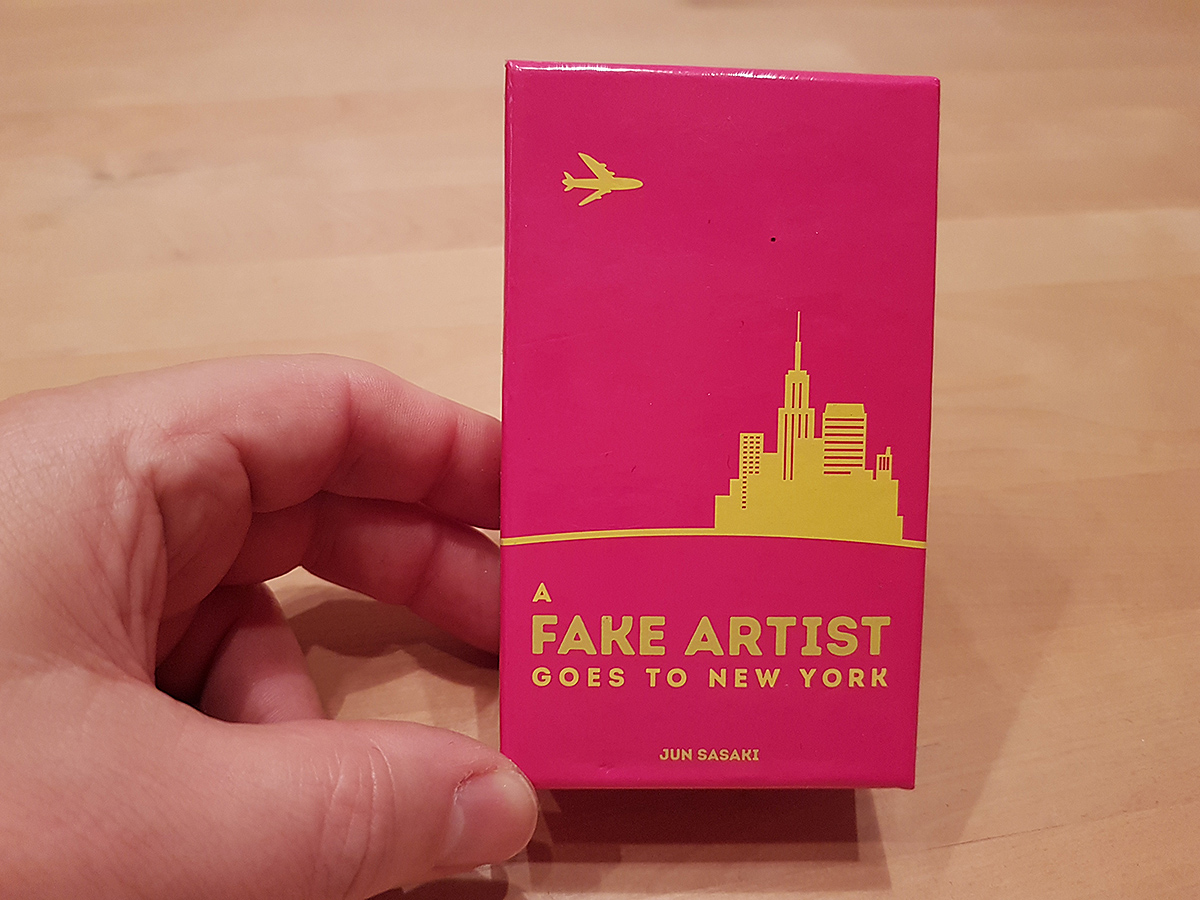 A
FAKE ARTIST
GOES TO NEW YORK
JUN SASAKI